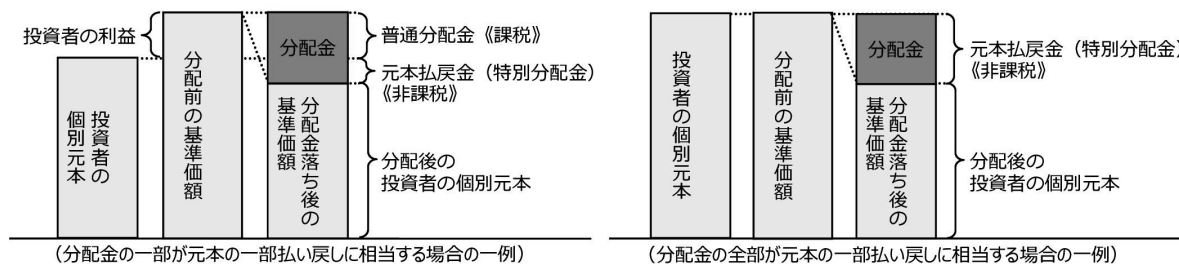 投資者の利益
投資者の
個別元本
分配前の基準価額
分配金
分配金落ち後の
基準価額
普通分配金《課税》
元本払戻金（特別分配金）
《非課税》
分配後の
投資者の個別元本
（分配金の一部が元本の一部払い戻しに相当する場合の一例）
投資者の個別元本
分配前の基準価額
分配金
分配金落ち後の
基準価額
元本払戻金（特別分配金）
《非課税》
分配後の
投資者の個別元本
（分配金の全部が元本の一部払い戻しに相当する場合の一例）